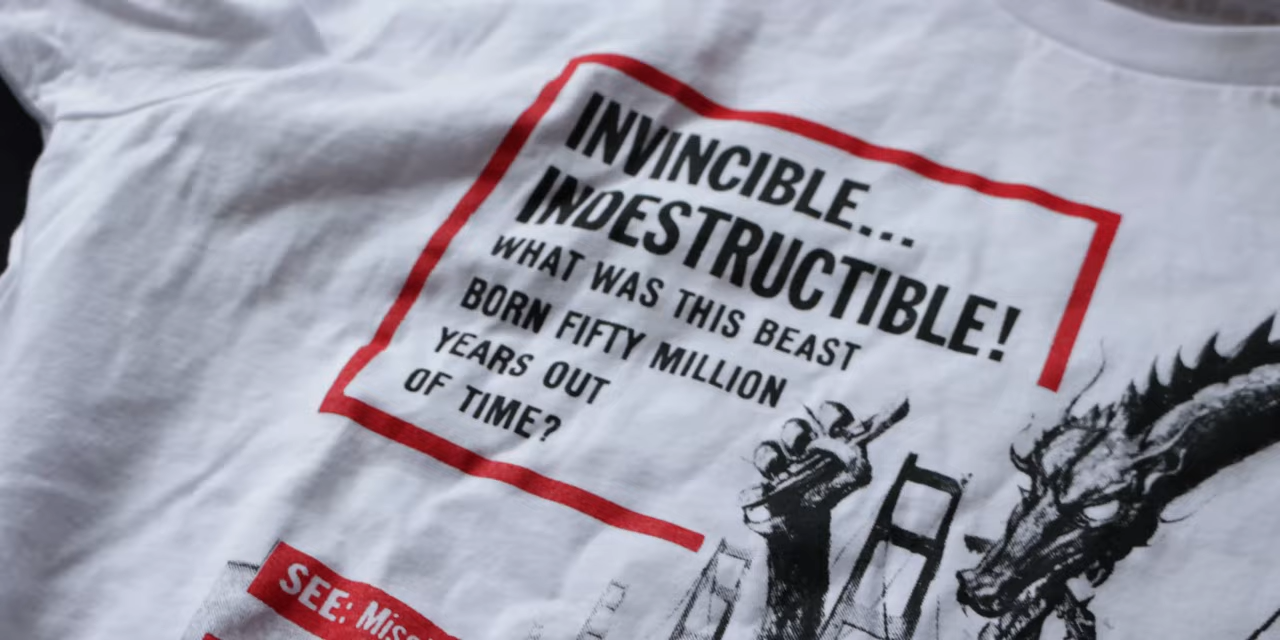 INVINCIBLE...
INDESTRUCTIBLE!
WHAT WAS THIS BEAST
BORN FIFTY MILLION
YEARS OUT
OF TIME?
SEE: